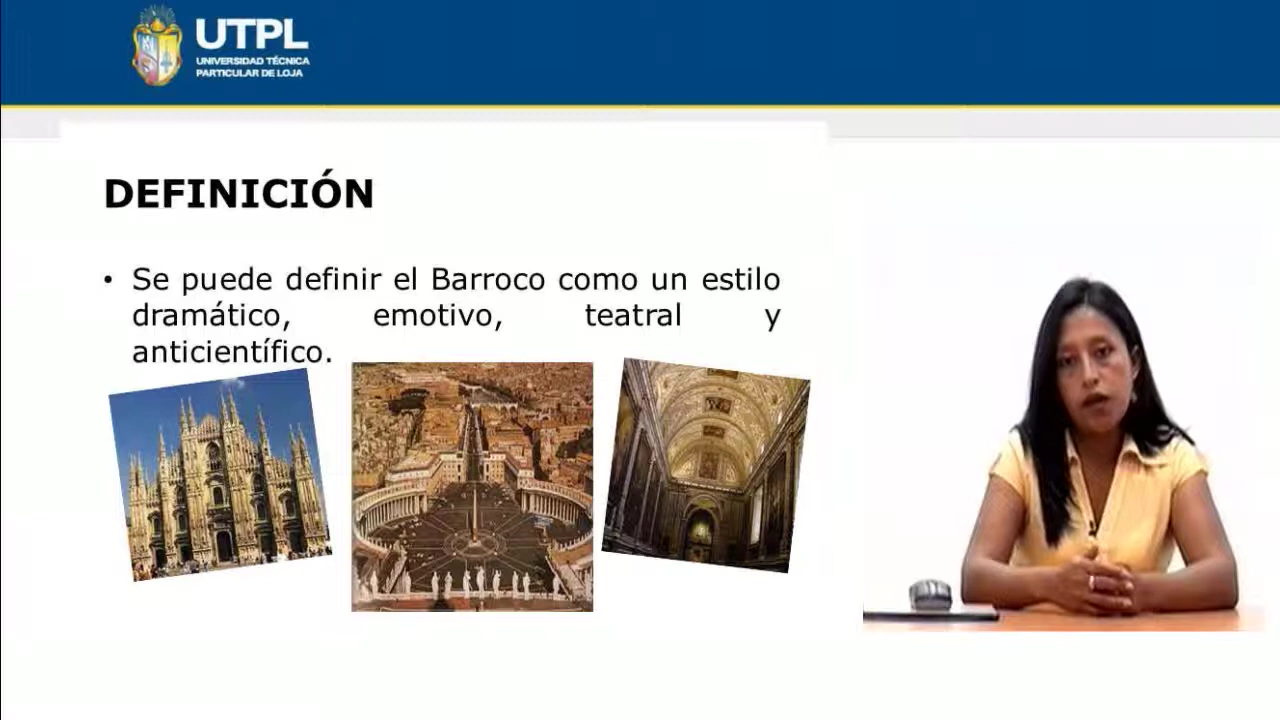 UTPL
UNIVERSIDAD TÉCNICA
PARTICULAR DE LOJA
DEFINICIÓN
• Se puede definir el Barroco como un estilo
dramático, emotivo, teatral y
anticientífico.